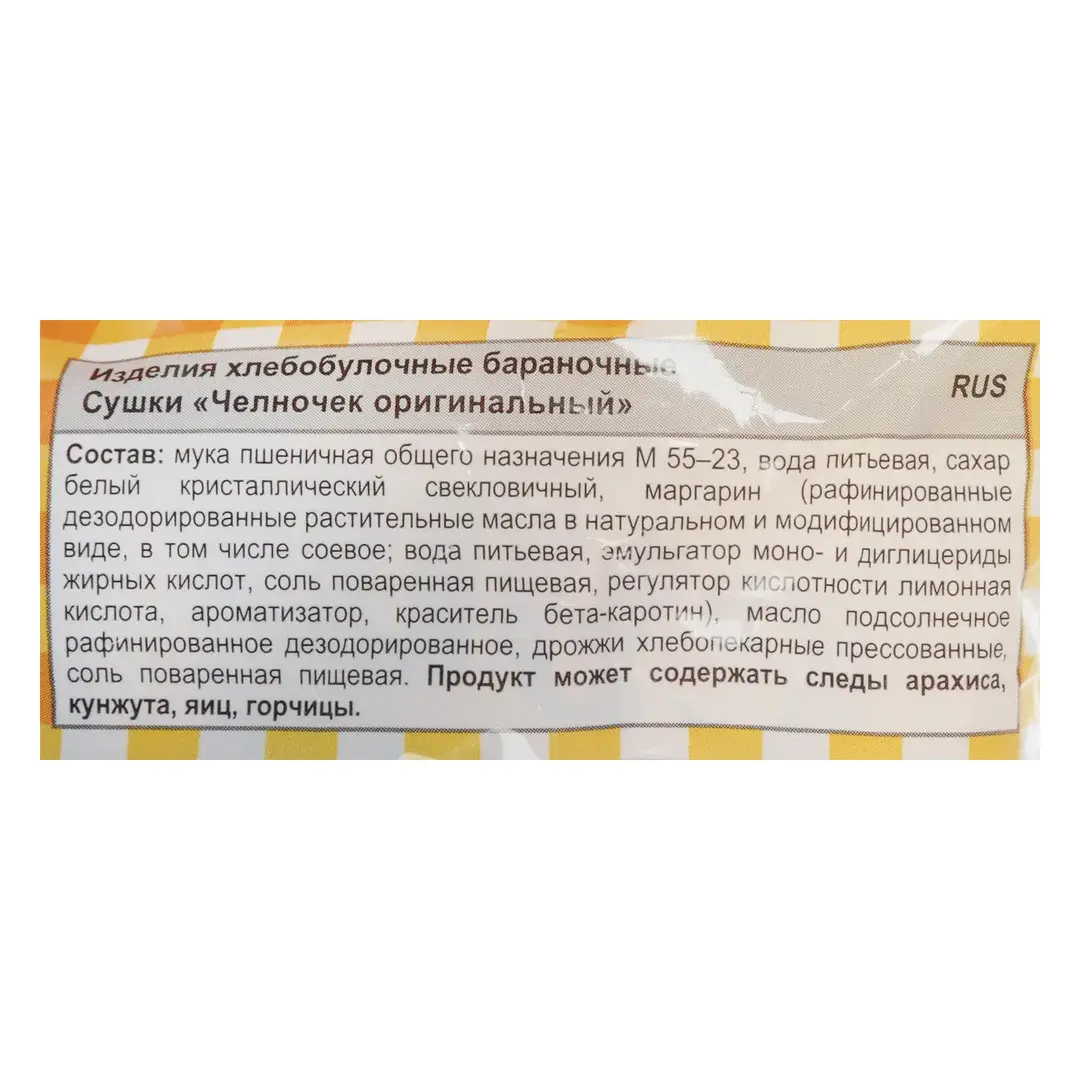 Изделия хлебобулочные бараночные
Сушки «Челночек оригинальный»
RUS
Состав: мука пшеничная общего назначения М 55–23, вода питьевая, сахар
белый кристаллический свекловичный, маргарин (рафинированные
дезодорированные растительные масла в натуральном и модифицированном
виде, в том числе соевое; вода питьевая, эмульгатор моно- и диглицериды
жирных кислот, соль поваренная пищевая, регулятор кислотности лимонная
кислота, ароматизатор, краситель бета-каротин), масло подсолнечное
рафинированное дезодорированное, дрожжи хлебопекарные прессованные,
соль поваренная пищевая. Продукт может содержать следы арахиса,
кунжута, яиц, горчицы.